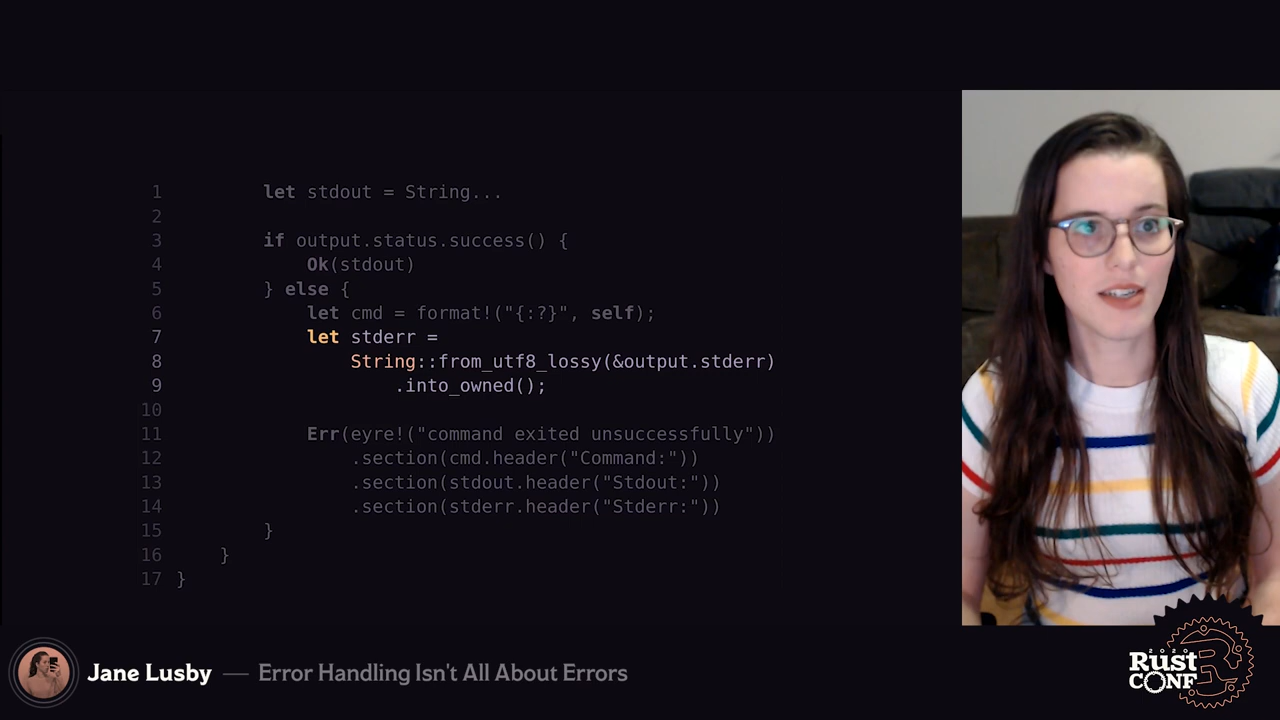 1 let stdout = String...
2
3 if output.status.success() {
4 Ok(stdout)
5 } else {
6 let cmd = format!("{:?}", self);
7 let stderr =
8 String::from_utf8_lossy(&output.stderr)
9 .into_owned();
10
11 Err(eyre!("command exited unsuccessfully"))
12 .section(cmd.header("Command:"))
13 .section(stdout.header("Stdout:"))
14 .section(stderr.header("Stderr:"))
15 }
16 }
17 }
Jane Lusby — Error Handling Isn't All About Errors
2020
Rust
CONF
R